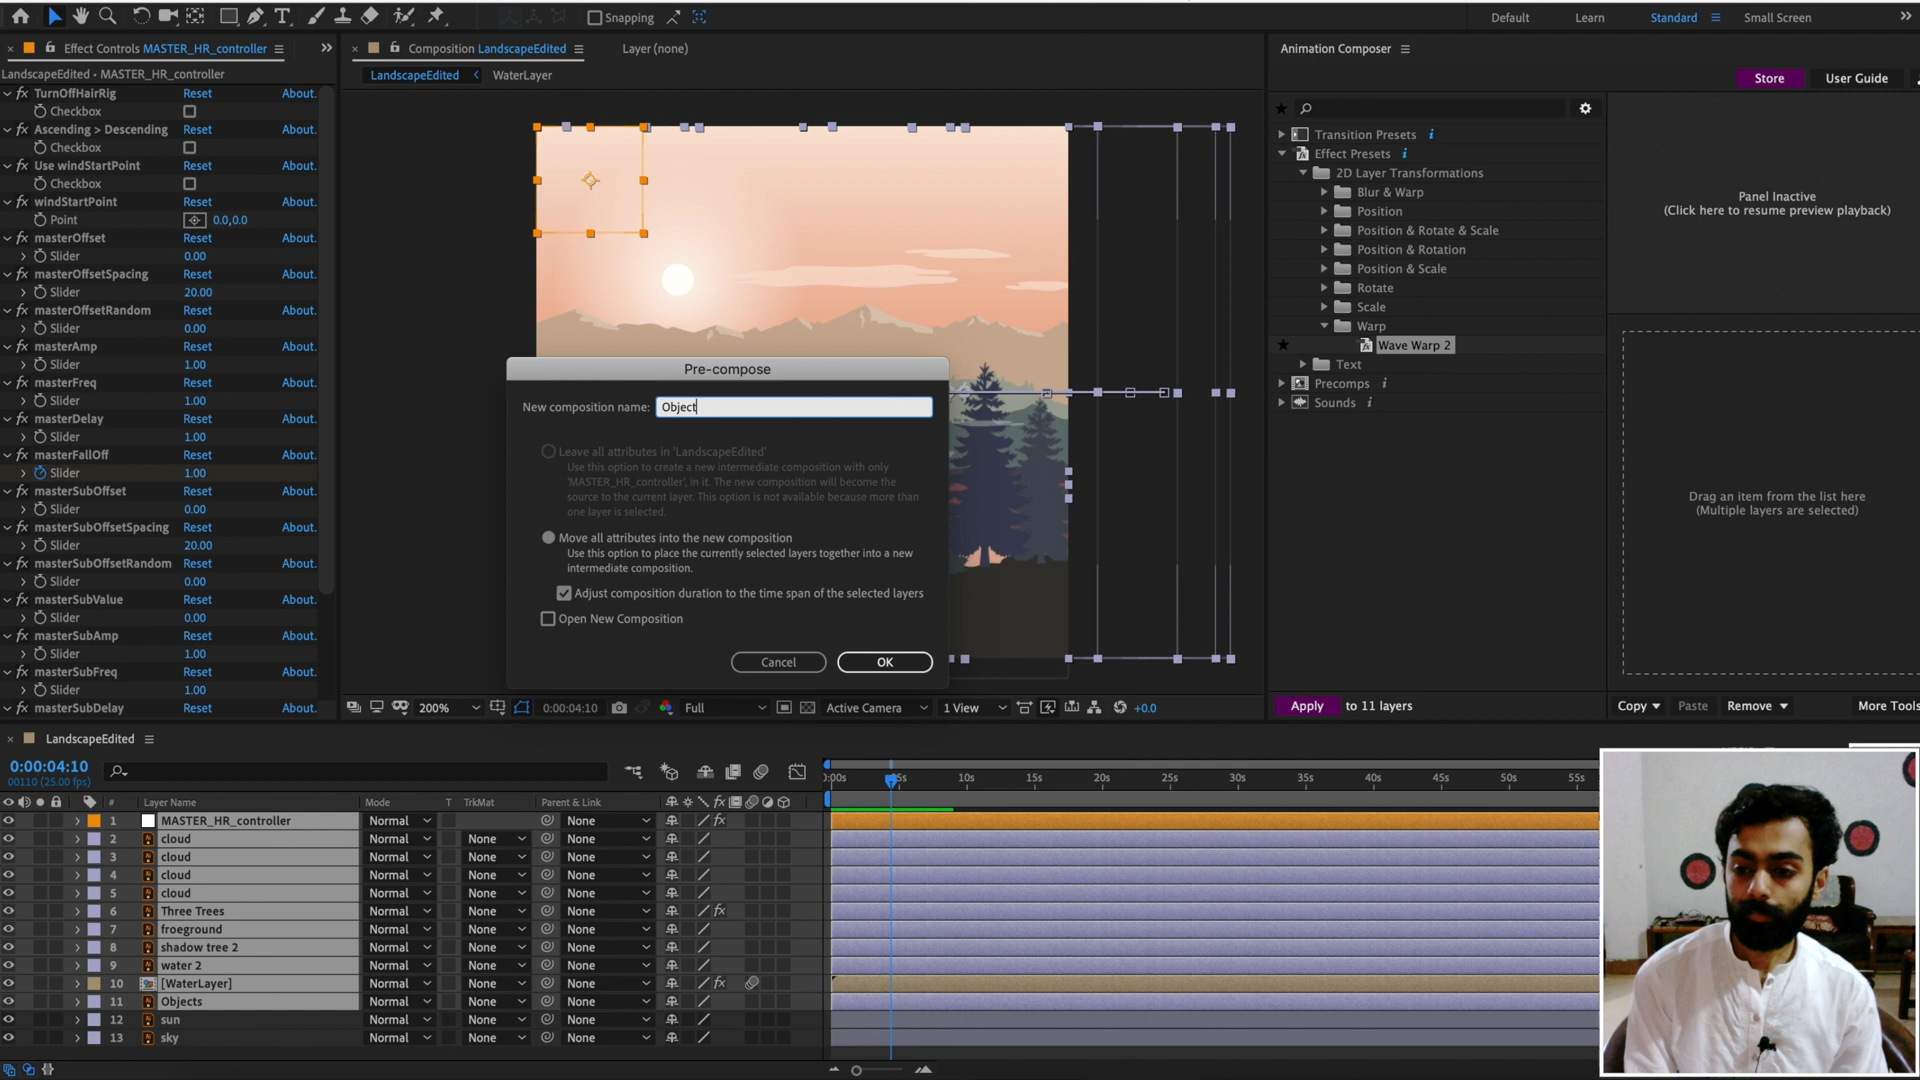 Snapping
Default
Learn
Standard
Small Screen
Effect Controls MASTER_HR_controller
Composition LandscapeEdited
Layer (none)
Animation Composer
LandscapeEdited • MASTER_HR_controller
LandscapeEdited
WaterLayer
Store
User Guide
TurnOffHairRig Reset About.
Checkbox
Ascending > Descending Reset About.
Checkbox
Use windStartPoint Reset About.
Checkbox
windStartPoint Reset About.
Point 0.0,0.0
masterOffset Reset About.
Slider 0.00
masterOffsetSpacing Reset About.
Slider 20.00
masterOffsetRandom Reset About.
Slider 0.00
masterAmp Reset About.
Slider 1.00
masterFreq Reset About.
Slider 1.00
masterDelay Reset About.
Slider 1.00
masterFallOff Reset About.
Slider 1.00
masterSubOffset Reset About.
Slider 0.00
masterSubOffsetSpacing Reset About.
Slider 20.00
masterSubOffsetRandom Reset About.
Slider 0.00
masterSubValue Reset About.
Slider 0.00
masterSubAmp Reset About.
Slider 1.00
masterSubFreq Reset About.
Slider 1.00
masterSubDelay Reset About.
Transition Presets i
Effect Presets i
2D Layer Transformations
Blur & Warp
Position
Position & Rotate & Scale
Position & Rotation
Position & Scale
Rotate
Scale
Warp
Wave Warp 2
Text
Precomps i
Sounds i
Panel Inactive
(Click here to resume preview playback)
Drag an item from the list here
(Multiple layers are selected)
Apply to 11 layers
Copy
Paste
Remove
More Tools
Pre-compose
New composition name: Object
Leave all attributes in 'LandscapeEdited'
Use this option to create a new intermediate composition with only
'MASTER_HR_controller', in it. The new composition will become the
source to the current layer. This option is not available because more than
one layer is selected.
Move all attributes into the new composition
Use this option to place the currently selected layers together into a new
intermediate composition.
Adjust composition duration to the time span of the selected layers
Open New Composition
Cancel
OK
200%
0:00:04:10
Full
Active Camera
1 View
+0.0
LandscapeEdited
0:00:04:10
00110 (25.00 fps)
:00s 5s 10s 15s 20s 25s 30s 35s 40s 45s 50s 55s
# Layer Name Mode T TrkMat Parent & Link
1 MASTER_HR_controller Normal None
2 cloud Normal None None
3 cloud Normal None None
4 cloud Normal None None
5 cloud Normal None None
6 Three Trees Normal None None
7 froeground Normal None None
8 shadow tree 2 Normal None None
9 water 2 Normal None None
10 [WaterLayer] Normal None None
11 Objects Normal None None
12 sun Normal None None
13 sky Normal None None